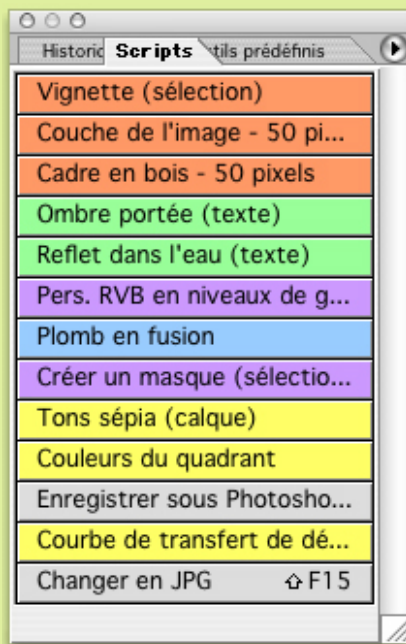 Historic Scripts tils prédéfinis
Vignette (sélection)
Couche de l'image - 50 pi...
Cadre en bois - 50 pixels
Ombre portée (texte)
Reflet dans l'eau (texte)
Pers. RVB en niveaux de g...
Plomb en fusion
Créer un masque (sélectio...
Tons sépia (calque)
Couleurs du quadrant
Enregistrer sous Photosho...
Courbe de transfert de dé...
Changer en JPG ⇧F15